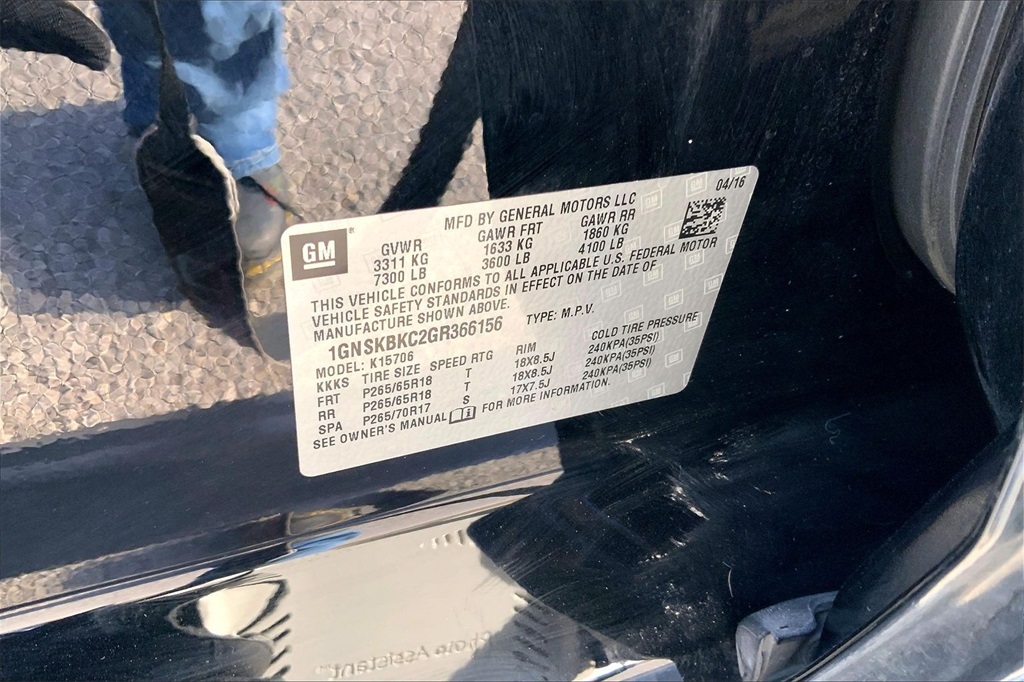 04/16
MFD BY GENERAL MOTORS LLC
GM
GVWR GAWR FRT GAWR RR
3311 KG 1633 KG 1860 KG
7300 LB 3600 LB 4100 LB
THIS VEHICLE CONFORMS TO ALL APPLICABLE U.S. FEDERAL MOTOR
VEHICLE SAFETY STANDARDS IN EFFECT ON THE DATE OF
MANUFACTURE SHOWN ABOVE.
1GNSKBKC2GR366156 TYPE: M.P.V.
MODEL: K15706
KKKS TIRE SIZE SPEED RTG RIM COLD TIRE PRESSURE
FRT P265/65R18 T 18X8.5J 240KPA(35PSI)
RR P265/65R18 T 18X8.5J 240KPA(35PSI)
SPA P265/70R17 S 17X7.5J 240KPA(35PSI)
SEE OWNER'S MANUAL FOR MORE INFORMATION.